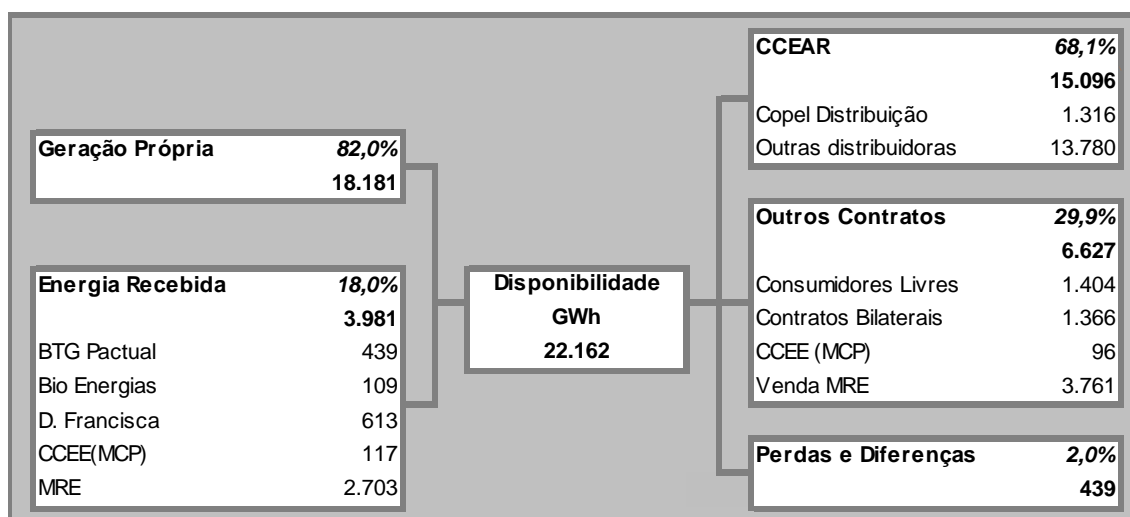 Geração Própria 82,0%
18.181
Energia Recebida 18,0%
3.981
BTG Pactual 439
Bio Energias 109
D. Francisca 613
CCEE(MCP) 117
MRE 2.703
Disponibilidade
GWh
22.162
CCEAR 68,1%
15.096
Copel Distribuição 1.316
Outras distribuidoras 13.780
Outros Contratos 29,9%
6.627
Consumidores Livres 1.404
Contratos Bilaterais 1.366
CCEE (MCP) 96
Venda MRE 3.761
Perdas e Diferenças 2,0%
439